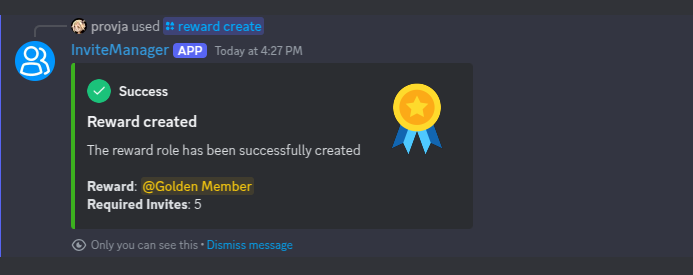 provja used reward create
InviteManager APP Today at 4:27 PM
Success
Reward created
The reward role has been successfully created
Reward: @Golden Member
Required Invites: 5
Only you can see this • Dismiss message